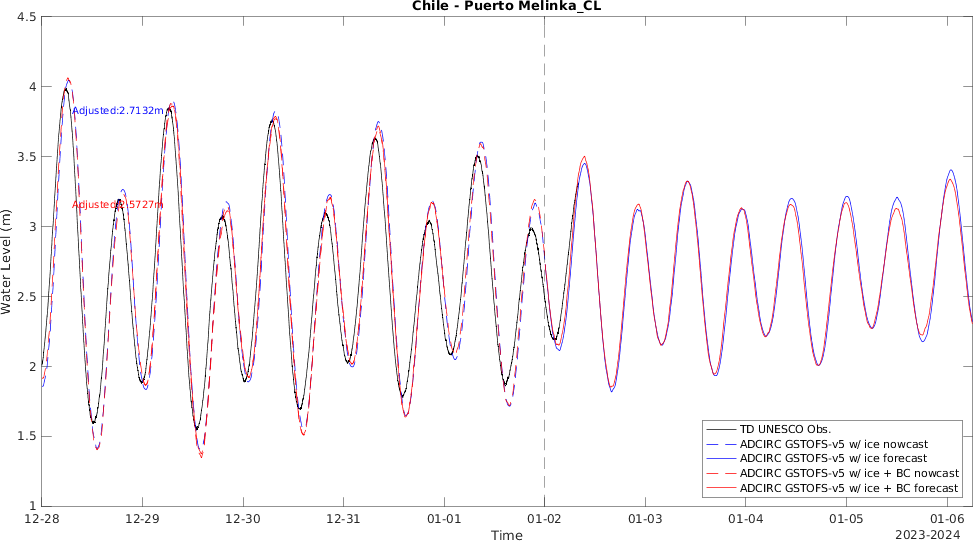 Chile - Puerto Melinka_CL
4.5
4
3.5
3
2.5
2
1.5
1
Water Level (m)
Adjusted:2.7132m
Adjusted:2.5727m
TD UNESCO Obs.
ADCIRC GSTOFS-v5 w/ ice nowcast
ADCIRC GSTOFS-v5 w/ ice forecast
ADCIRC GSTOFS-v5 w/ ice + BC nowcast
ADCIRC GSTOFS-v5 w/ ice + BC forecast
12-28 12-29 12-30 12-31 01-01 01-02 01-03 01-04 01-05 01-06
Time
2023-2024